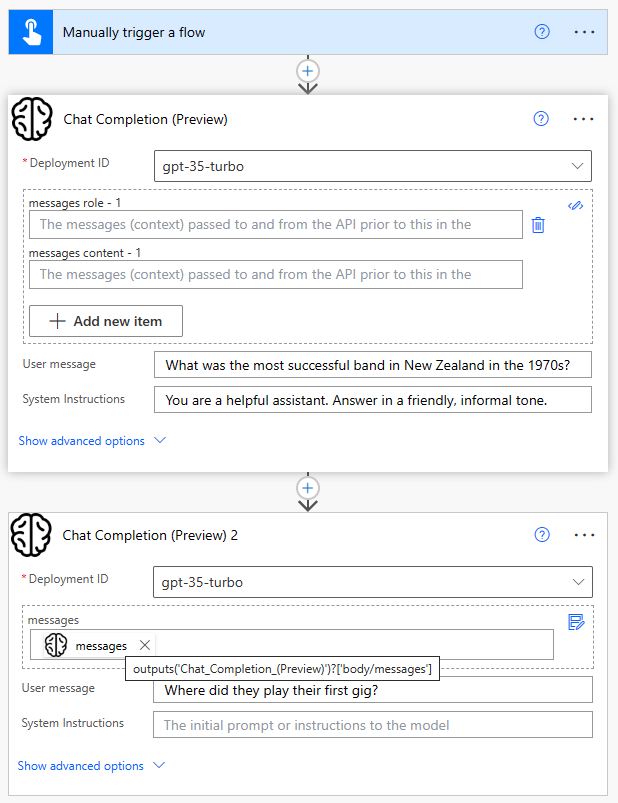 Manually trigger a flow
Chat Completion (Preview)
* Deployment ID
gpt-35-turbo
messages role - 1
The messages (context) passed to and from the API prior to this in the
messages content - 1
The messages (context) passed to and from the API prior to this in the
Add new item
User message
What was the most successful band in New Zealand in the 1970s?
System Instructions
You are a helpful assistant. Answer in a friendly, informal tone.
Show advanced options
Chat Completion (Preview) 2
* Deployment ID
gpt-35-turbo
messages
messages
outputs('Chat_Completion_(Preview)')?['body/messages']
User message
Where did they play their first gig?
System Instructions
The initial prompt or instructions to the model
Show advanced options